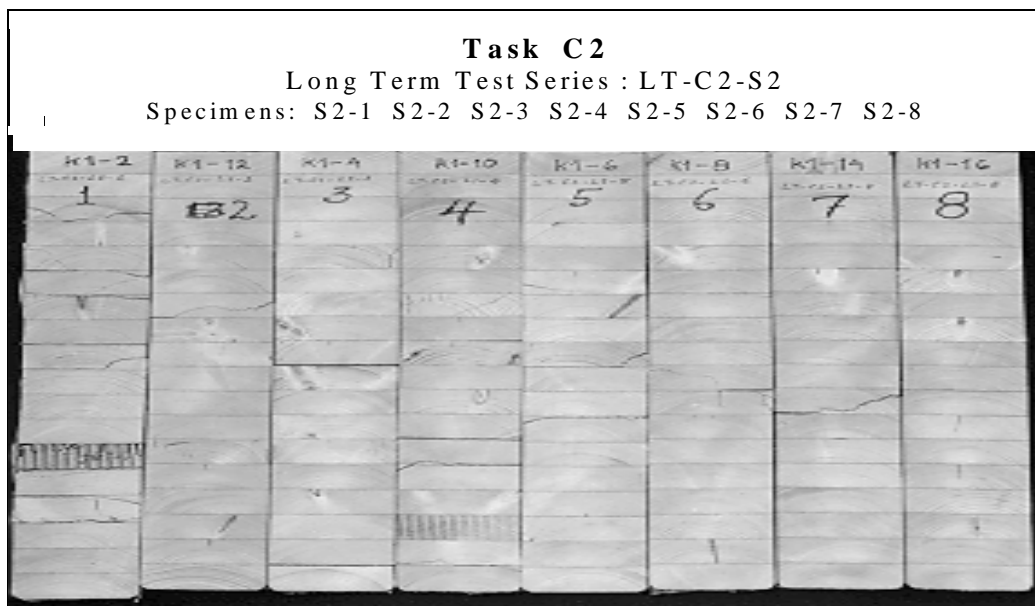 Task C2
Long Term Test Series : LT-C2-S2
Specimens: S2-1 S2-2 S2-3 S2-4 S2-5 S2-6 S2-7 S2-8
K1-2 K1-12 K1-4 K1-10 K1-6 K1-8 K1-14 K1-16
1 2 3 4 5 6 7 8